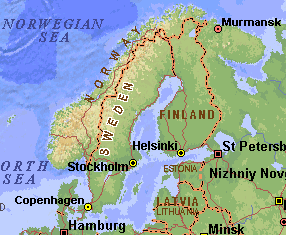 NORWEGIAN
SEA
Murmansk
NORWAY
SWEDEN
FINLAND
Helsinki
St Petersb
Stockholm
ESTONIA
ORTH
SEA
Nizhniy Nov
Copenhagen
LATVIA
LITHUANIA
Hamburg
Minsk